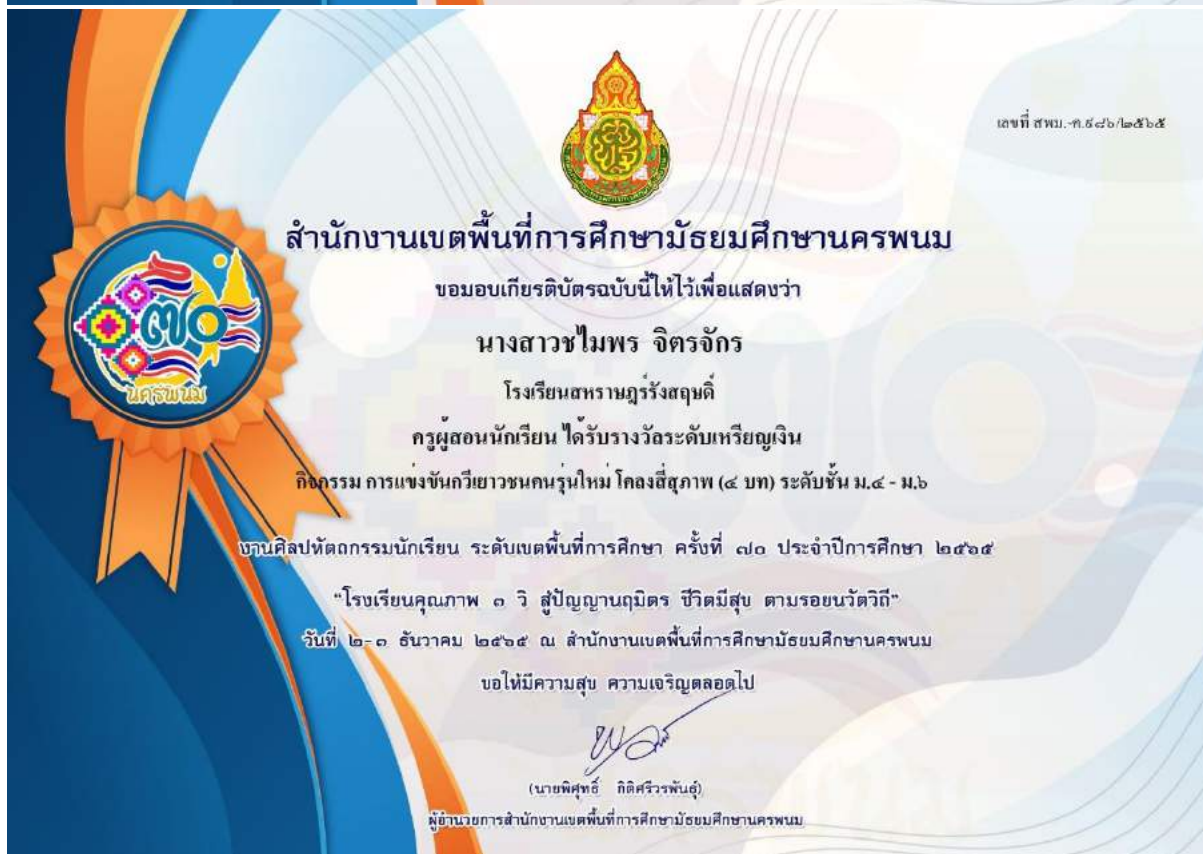 เลขที่ สพม.-ค.๕๘๖/๒๕๖๕
สำนักงานเขตพื้นที่การศึกษามัธยมศึกษานครพนม
ขอมอบเกียรติบัตรฉบับนี้ให้ไว้เพื่อแสดงว่า
นางสาวชไมพร จิตรจักร
โรงเรียนสหราษฎร์รังสฤษดิ์
ครูผู้สอนนักเรียน ได้รับรางวัลระดับเหรียญเงิน
กิจกรรม การแข่งขันกวีเยาวชนคนรุ่นใหม่ โคลงสี่สุภาพ (๔ บท) ระดับชั้น ม.๔ - ม.๖
งานศิลปหัตถกรรมนักเรียน ระดับเขตพื้นที่การศึกษา ครั้งที่ ๗๐ ประจำปีการศึกษา ๒๕๖๕
“โรงเรียนคุณภาพ ๓ วิ สู่ปัญญานฤมิตร ชีวิตมีสุข ตามรอยนวัตวิถี”
วันที่ ๒-๓ ธันวาคม ๒๕๖๕ ณ สำนักงานเขตพื้นที่การศึกษามัธยมศึกษานครพนม
ขอให้มีความสุข ความเจริญตลอดไป
(นายพิศุทธิ์ กิติศรีวรพันธุ์)
ผู้อำนวยการสำนักงานเขตพื้นที่การศึกษามัธยมศึกษานครพนม
๗๐
นครพนม